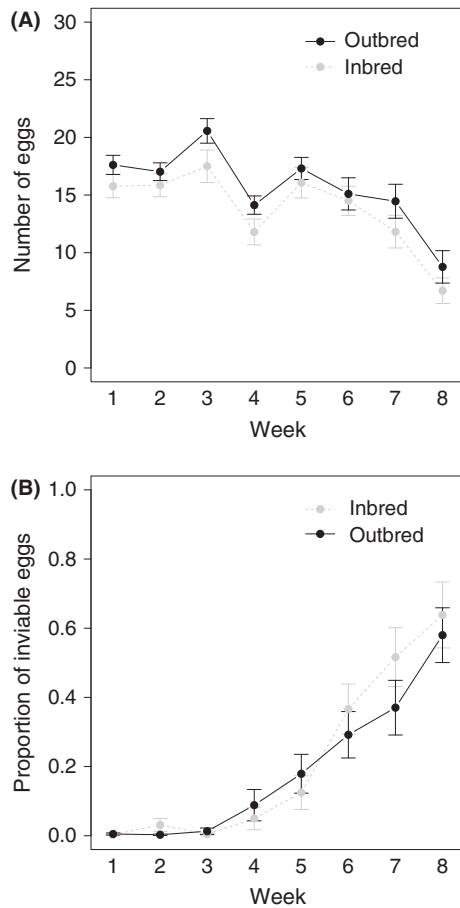 (A)
30
25
20
15
10
5
0
Number of eggs
Outbred
Inbred
1 2 3 4 5 6 7 8
Week
(B)
1.0
0.8
0.6
0.4
0.2
0.0
Proportion of inviable eggs
Inbred
Outbred
1 2 3 4 5 6 7 8
Week